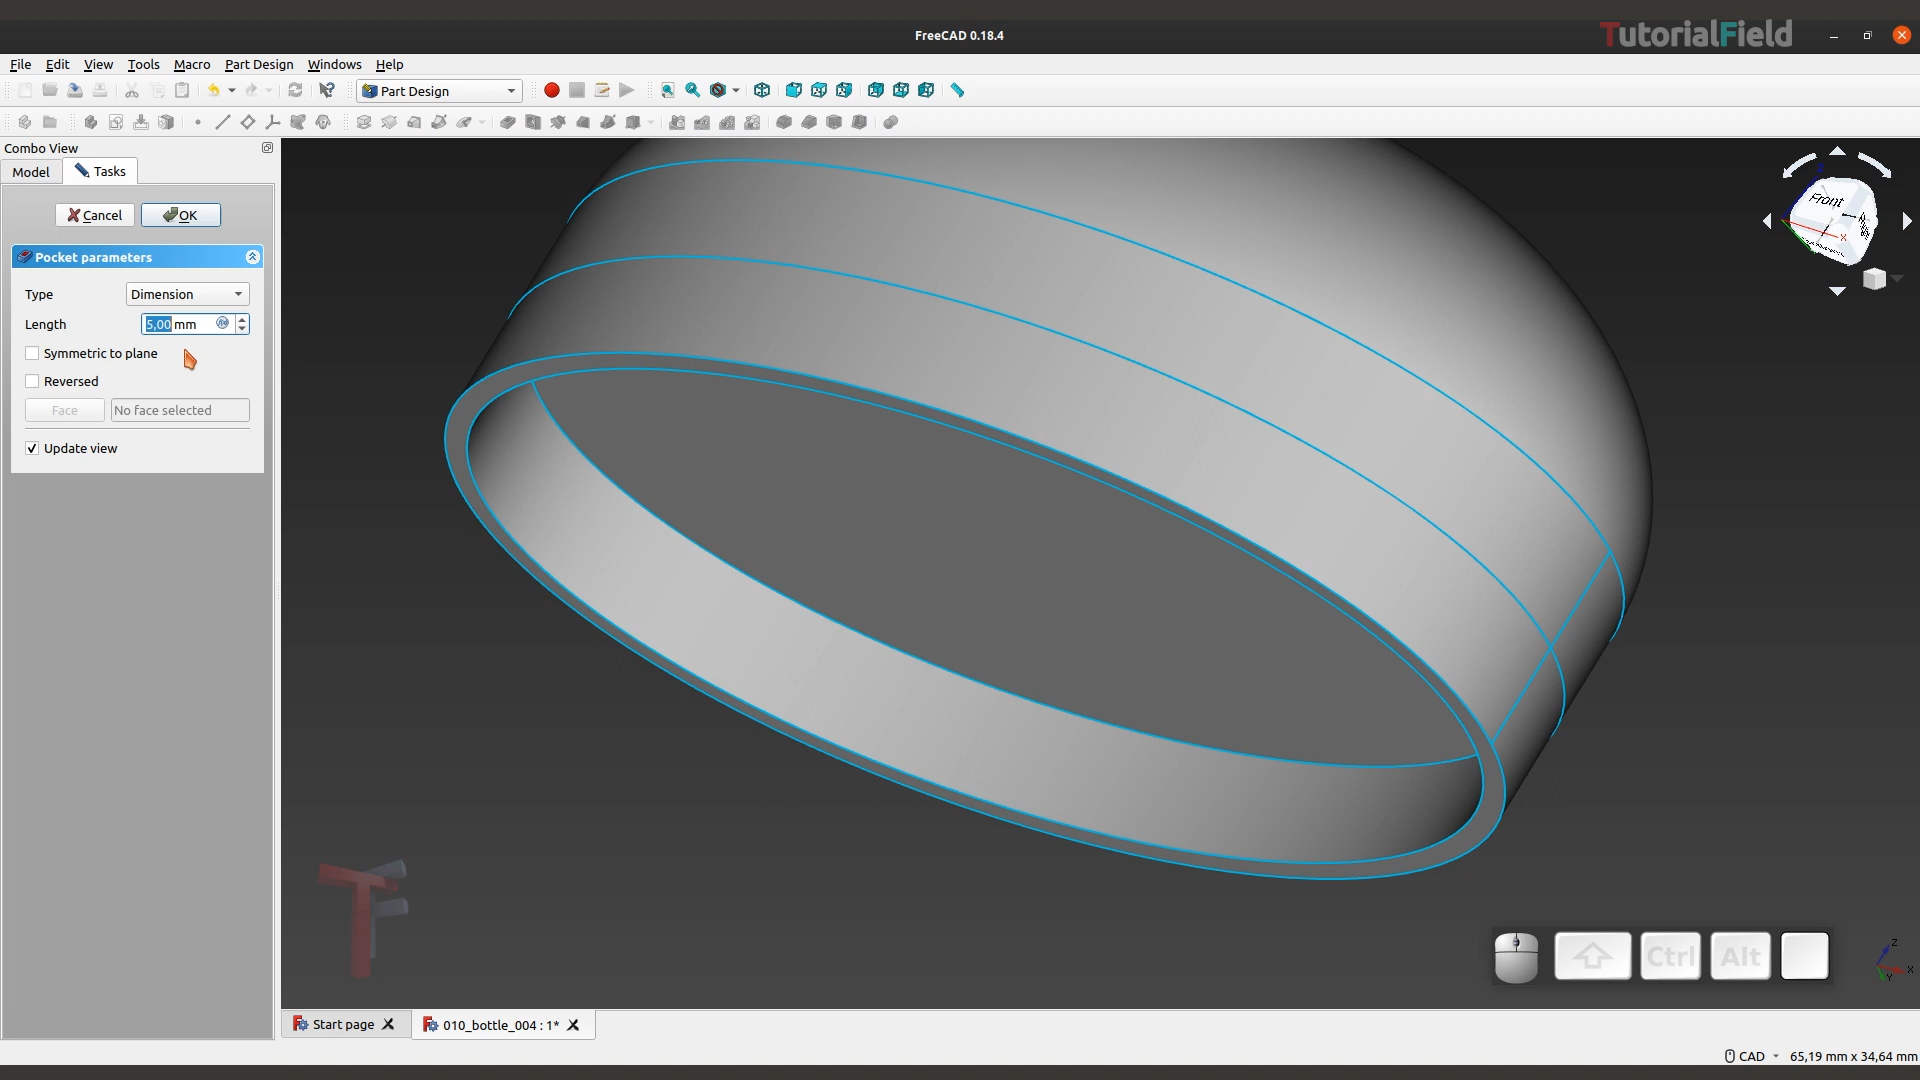 TutorialField
FreeCAD 0.18.4
File Edit View Tools Macro Part Design Windows Help
Part Design
Combo View
Model Tasks
Cancel OK
Pocket parameters
Type Dimension
Length 5,00 mm
Symmetric to plane
Reversed
Face No face selected
Update view
Front
X
Ctrl Alt
Z
X
Y
Start page 010_bottle_004 : 1*
CAD 65,19 mm x 34,64 mm